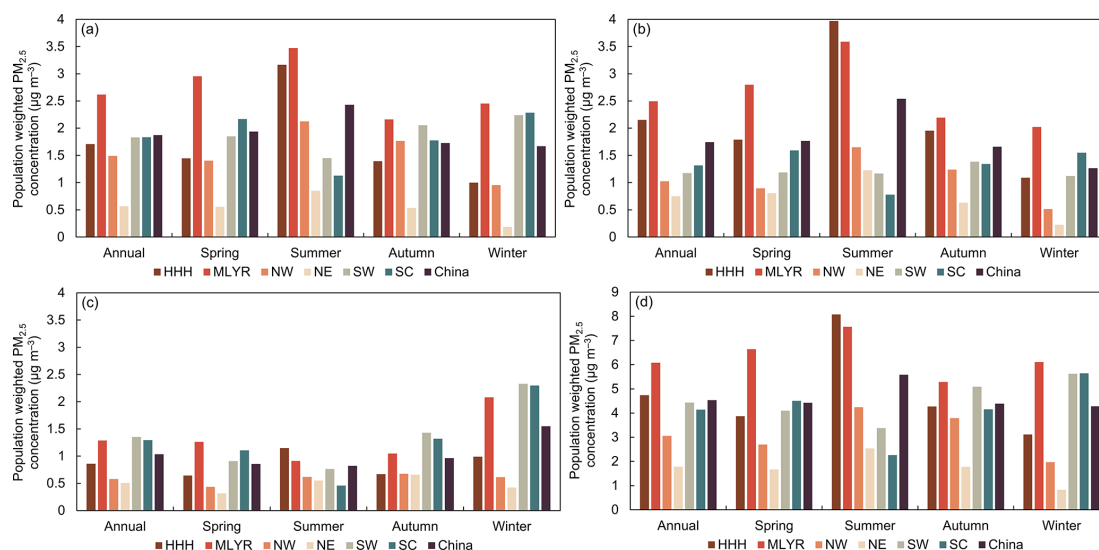 (a)
Population weighted PM2.5
concentration (µg m–3)
4
3.5
3
2.5
2
1.5
1
0.5
0
Annual Spring Summer Autumn Winter
HHH MLYR NW NE SW SC China
(b)
Population weighted PM2.5
concentration (µg m–3)
4
3.5
3
2.5
2
1.5
1
0.5
0
Annual Spring Summer Autumn Winter
HHH MLYR NW NE SW SC China
(c)
Population weighted PM2.5
concentration (µg m–3)
4
3.5
3
2.5
2
1.5
1
0.5
0
Annual Spring Summer Autumn Winter
HHH MLYR NW NE SW SC China
(d)
Population weighted PM2.5
concentration (µg m–3)
9
8
7
6
5
4
3
2
1
0
Annual Spring Summer Autumn Winter
HHH MLYR NW NE SW SC China